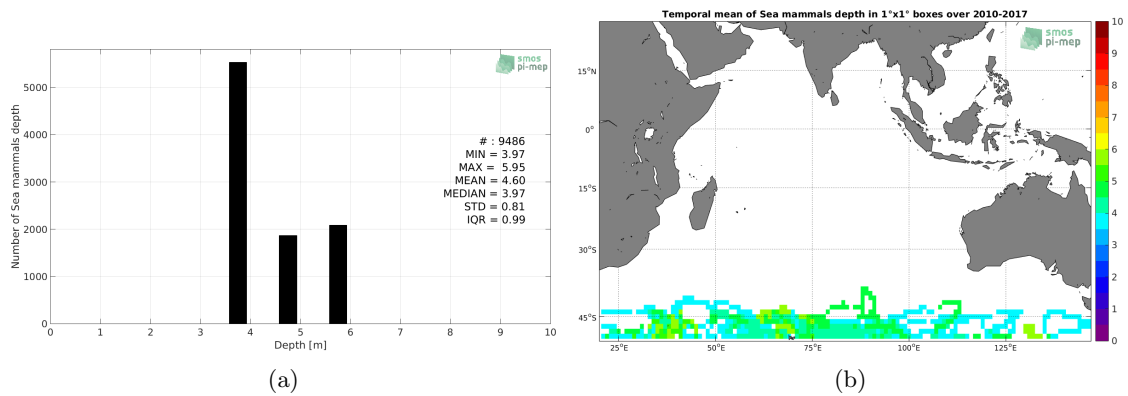 smos
pi-mep
5000
4000
3000
2000
1000
0
Number of Sea mammals depth
# : 9486
MIN = 3.97
MAX = 5.95
MEAN = 4.60
MEDIAN = 3.97
STD = 0.81
IQR = 0.99
0 1 2 3 4 5 6 7 8 9 10
Depth [m]
(a)
Temporal mean of Sea mammals depth in 1°x1° boxes over 2010-2017
smos
pi-mep
15°N
0°
15°S
30°S
45°S
25°E 50°E 75°E 100°E 125°E
10
9
8
7
6
5
4
3
2
1
0
(b)